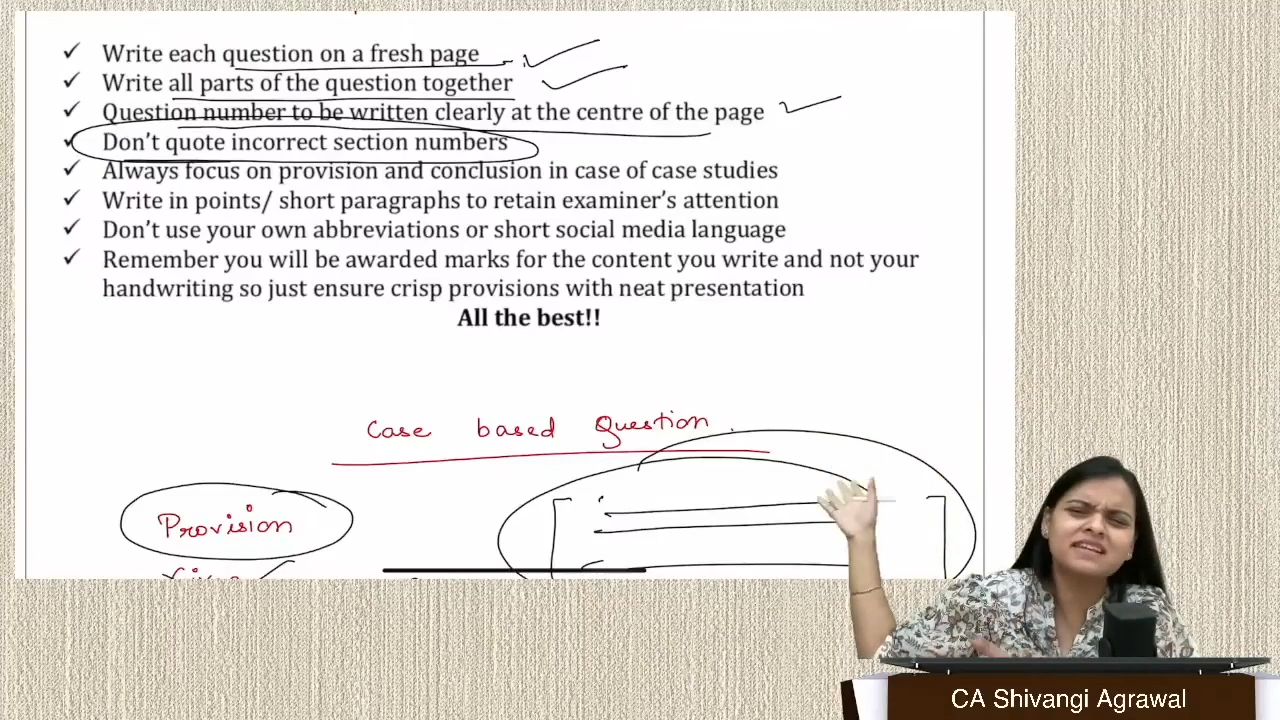 ✓ Write each question on a fresh page
✓ Write all parts of the question together
✓ Question number to be written clearly at the centre of the page
✓ Don't quote incorrect section numbers
✓ Always focus on provision and conclusion in case of case studies
✓ Write in points/ short paragraphs to retain examiner's attention
✓ Don't use your own abbreviations or short social media language
✓ Remember you will be awarded marks for the content you write and not your
handwriting so just ensure crisp provisions with neat presentation
All the best!!
Case based Question.
Provision
CA Shivangi Agrawal